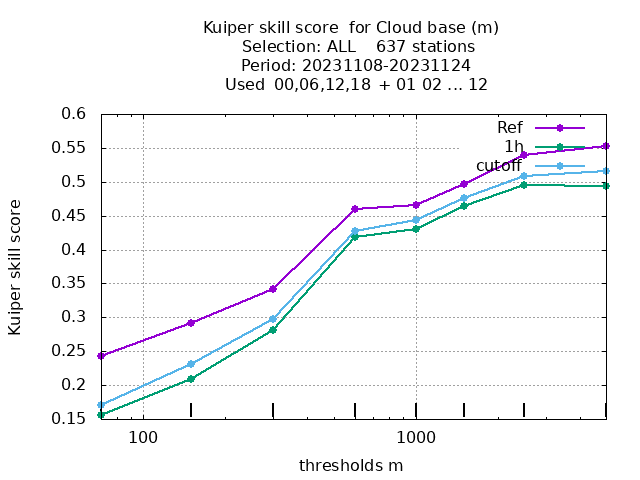 Kuiper skill score  for Cloud base (m)
Selection: ALL    637 stations
Period: 20231108-20231124
Used  00,06,12,18  + 01 02 ... 12
Kuiper skill score
0.6
0.55
0.5
0.45
0.4
0.35
0.3
0.25
0.2
0.15
Ref
1h
cutoff
100
1000
thresholds m